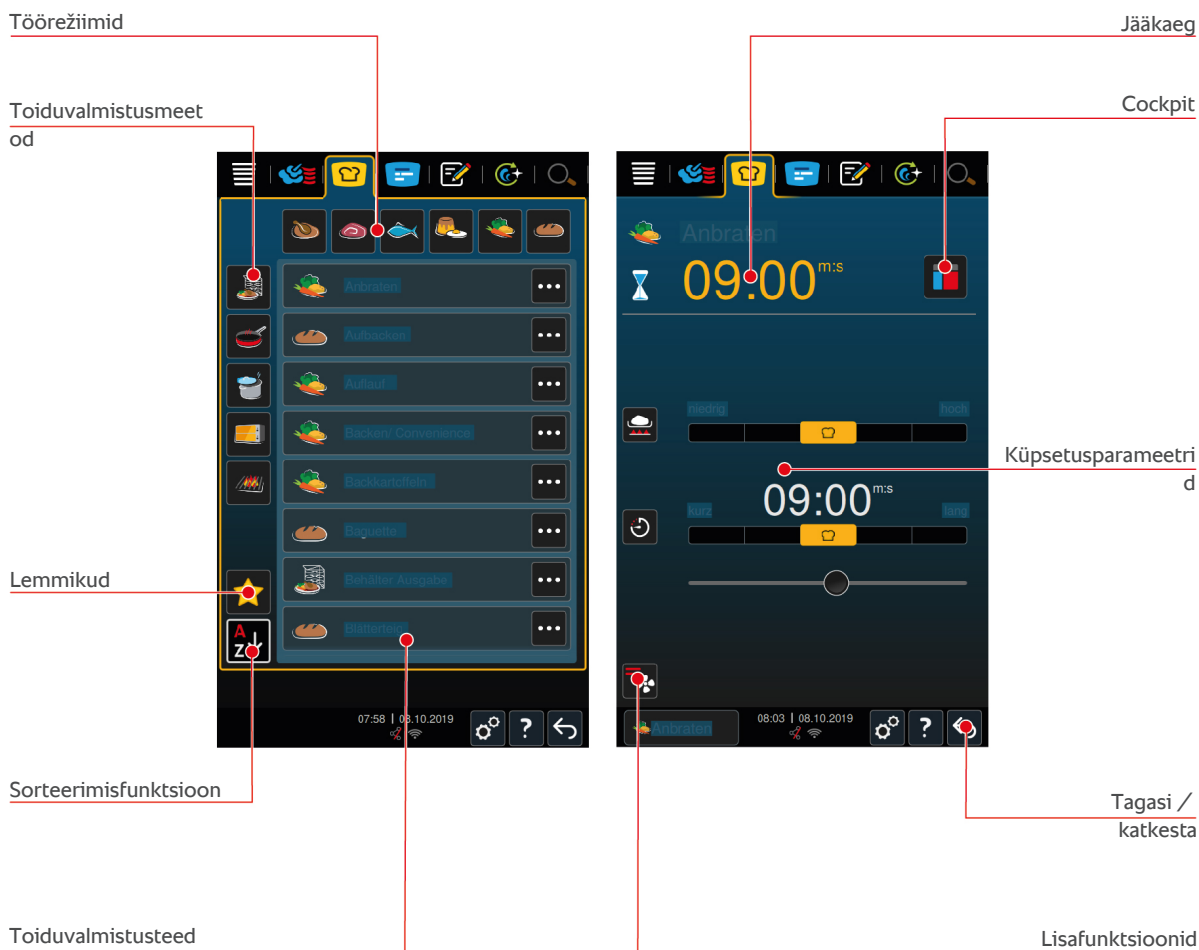 Töörežiimid
Jääkaeg
Toiduvalmistusmeet
od
Cockpit
Anbraten
Aufbacken
Auflauf
Backen/ Convenience
Backkartoffeln
Baguette
Behälter Ausgabe
Blätterteig
A
Z
07:58 | 08.10.2019
?
Anbraten
09:00 m:s
niedrig
hoch
09:00 m:s
kurz
lang
Anbraten
08:03 | 08.10.2019
?
Küpsetusparameetri
d
Lemmikud
Sorteerimisfunktsioon
Tagasi /
katkesta
Toiduvalmistusteed
Lisafunktsioonid